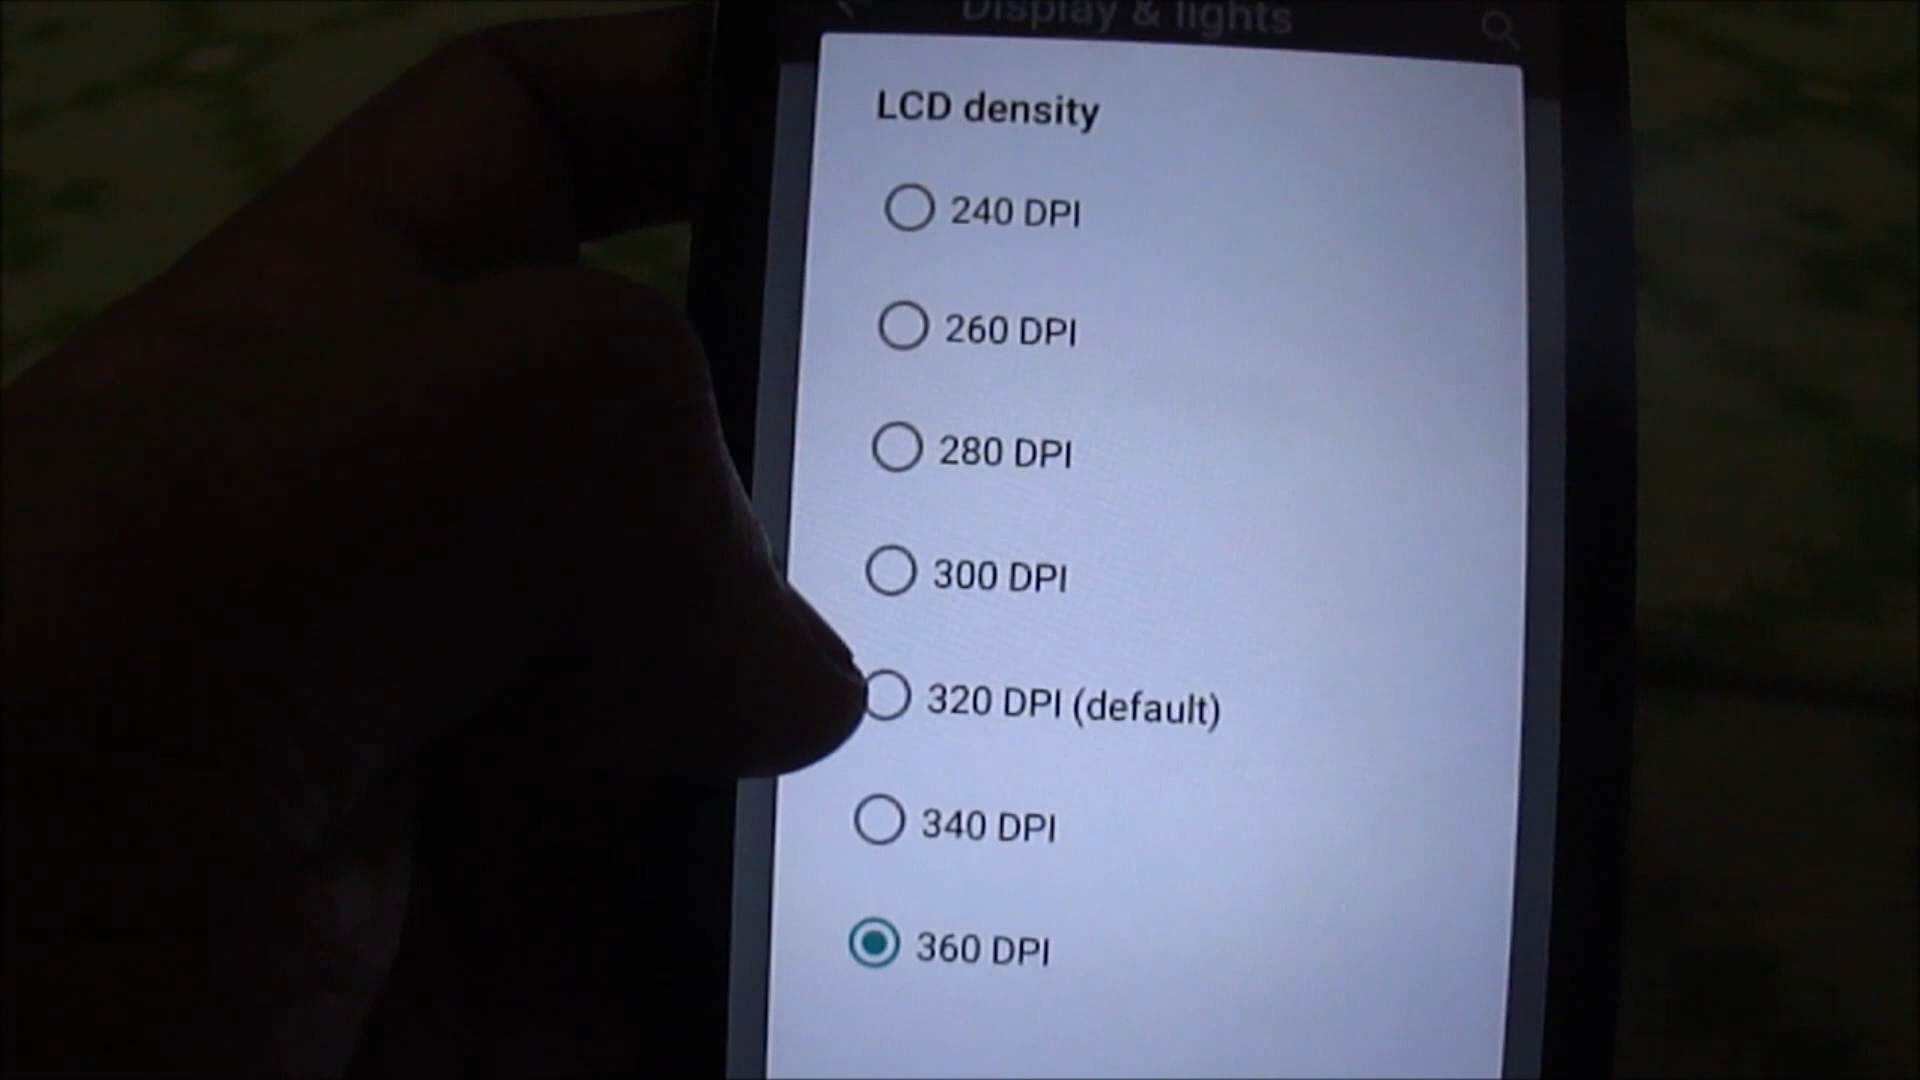 Display & lights
LCD density
240 DPI
260 DPI
280 DPI
300 DPI
320 DPI (default)
340 DPI
360 DPI